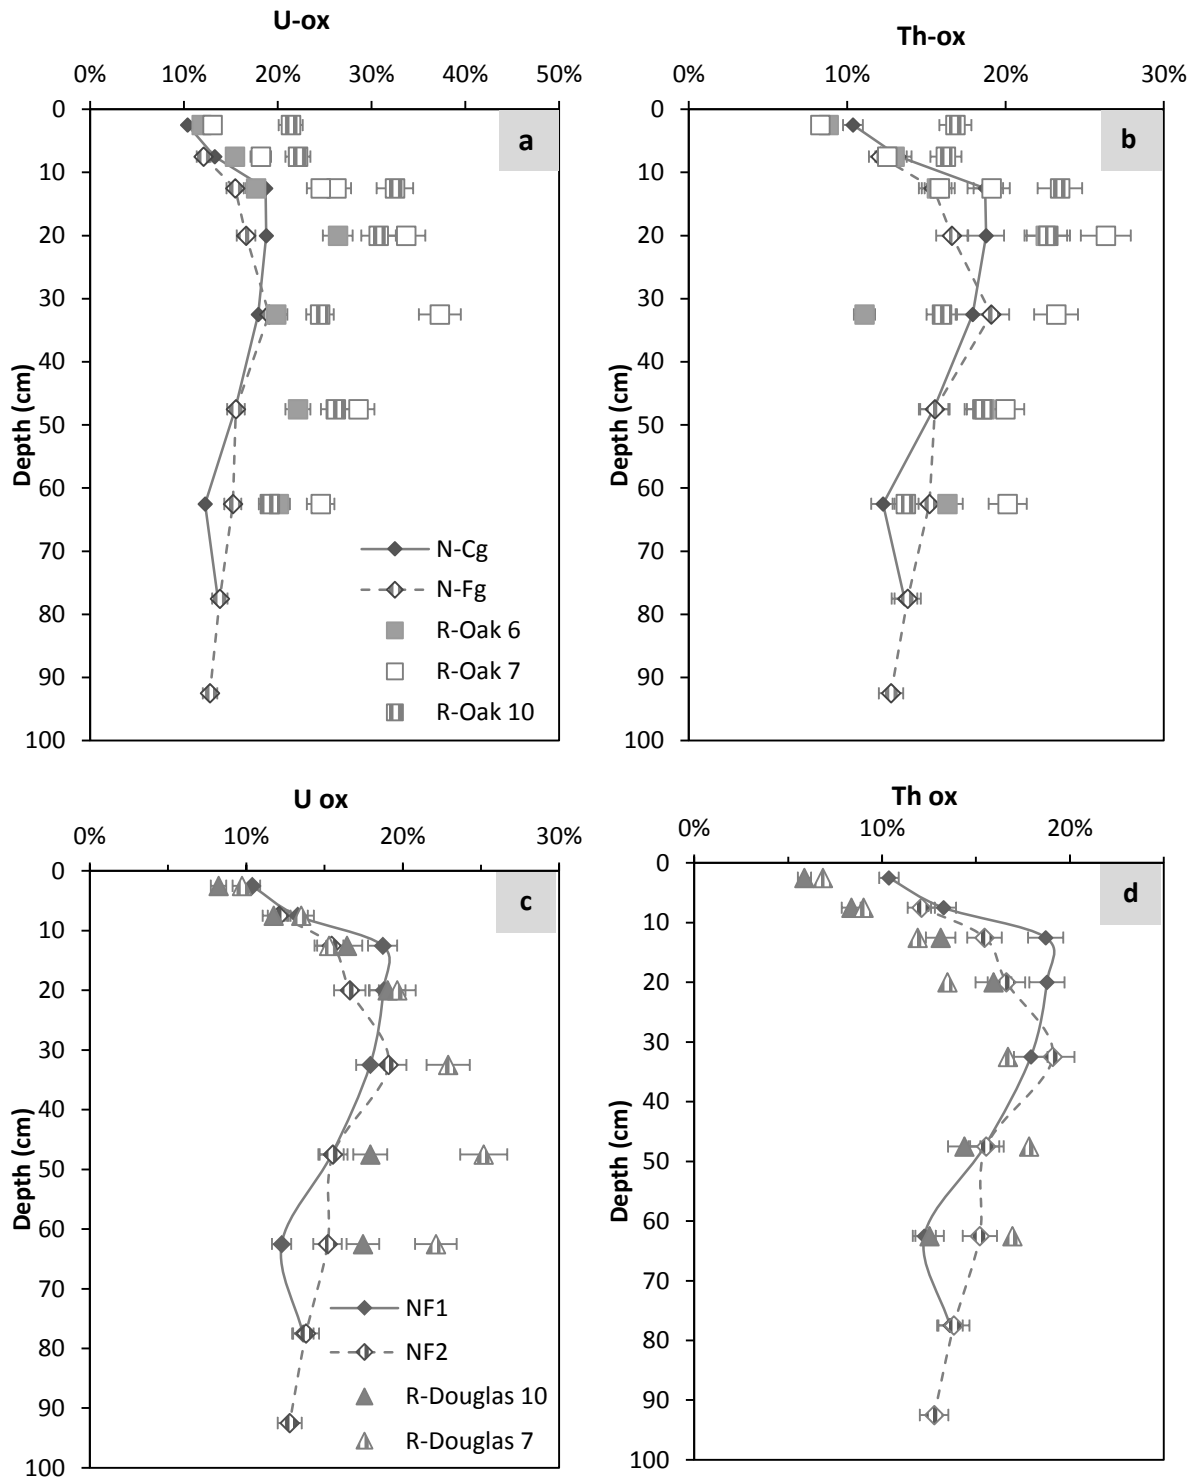 U-ox
0% 10% 20% 30% 40% 50%
0
10
20
30
40
50
60
70
80
90
100
Depth (cm)
a
N-Cg
N-Fg
R-Oak 6
R-Oak 7
R-Oak 10
Th-ox
0% 10% 20% 30%
0
10
20
30
40
50
60
70
80
90
100
Depth (cm)
b
U ox
0% 10% 20% 30%
0
10
20
30
40
50
60
70
80
90
100
Depth (cm)
c
NF1
NF2
R-Douglas 10
R-Douglas 7
Th ox
0% 10% 20%
0
10
20
30
40
50
60
70
80
90
100
Depth (cm)
d